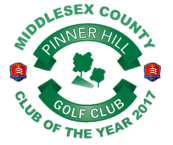 MIDDLESEX COUNTY
PINNER HILL
GOLF CLUB
CLUB OF THE YEAR 2017